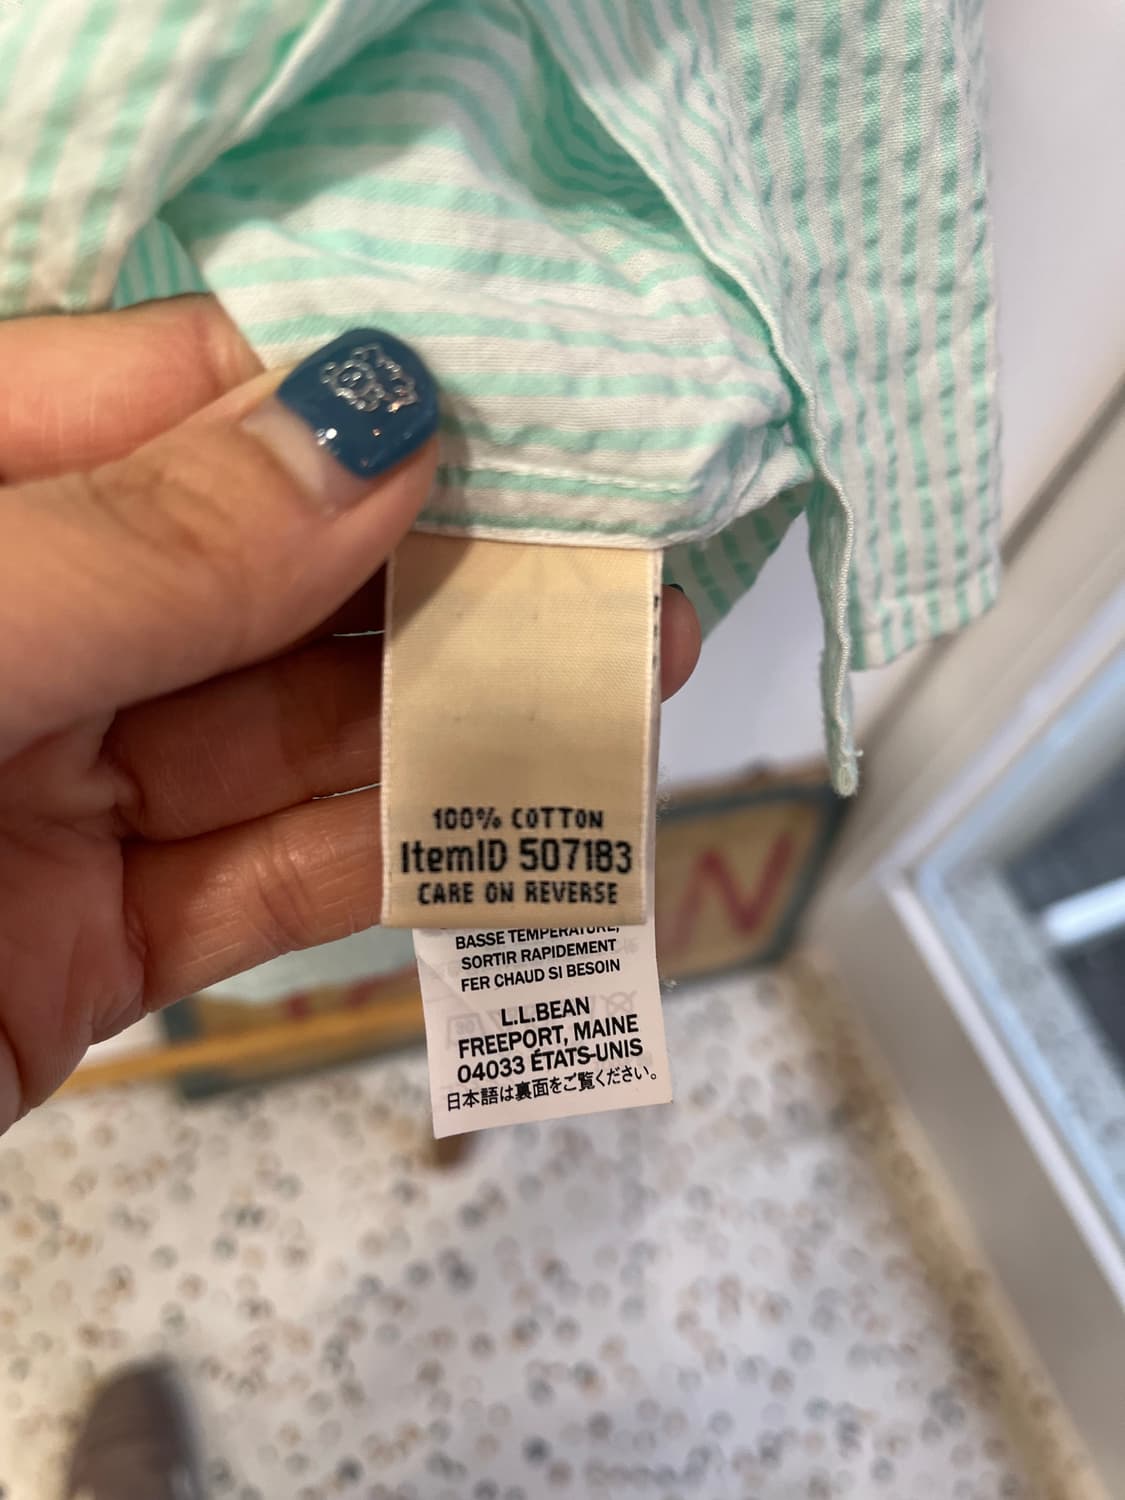 100% COTTON
ItemID 507183
CARE ON REVERSE
BASSE TEMPÉRATURE,
SORTIR RAPIDEMENT
FER CHAUD SI BESOIN
L.L.BEAN
FREEPORT, MAINE
04033 ÉTATS-UNIS
日本語は裏面をご覧ください。
N